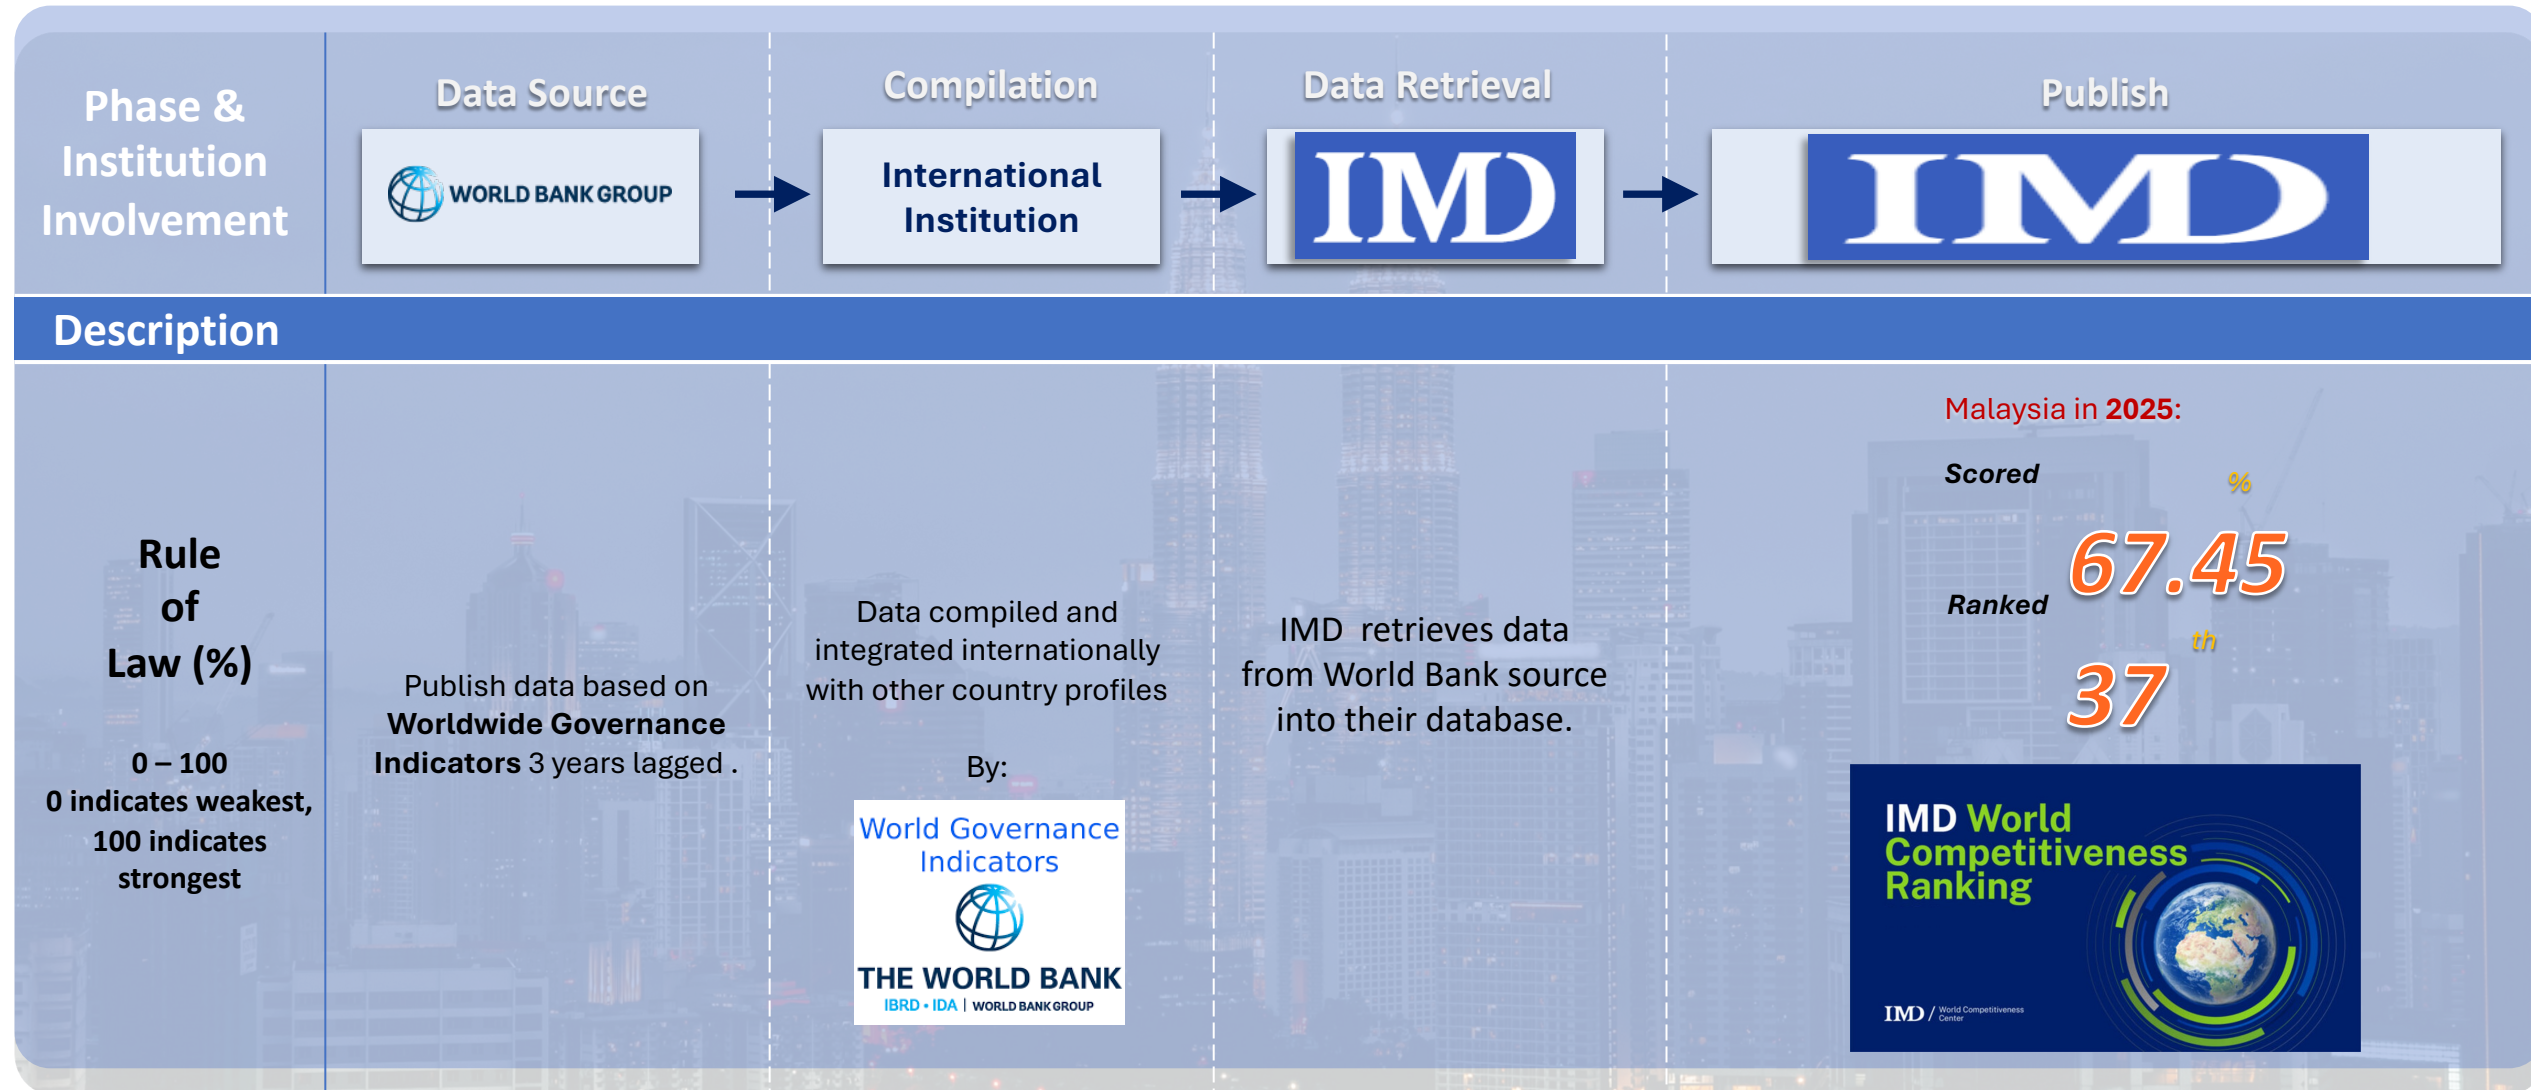 Phase &
Institution
Involvement
Data Source
WORLD BANK GROUP
Compilation
International
Institution
Data Retrieval
IMD
Publish
IMD
Description
Rule
of
Law (%)
0 – 100
0 indicates weakest,
100 indicates
strongest
Publish data based on
Worldwide Governance
Indicators 3 years lagged .
Data compiled and
integrated internationally
with other country profiles
By:
World Governance
Indicators
THE WORLD BANK
IBRD • IDA | WORLD BANK GROUP
IMD retrieves data
from World Bank source
into their database.
Malaysia in 2025:
Scored
%
67.45
Ranked
th
37
IMD World
Competitiveness
Ranking
IMD / World Competitiveness
Center